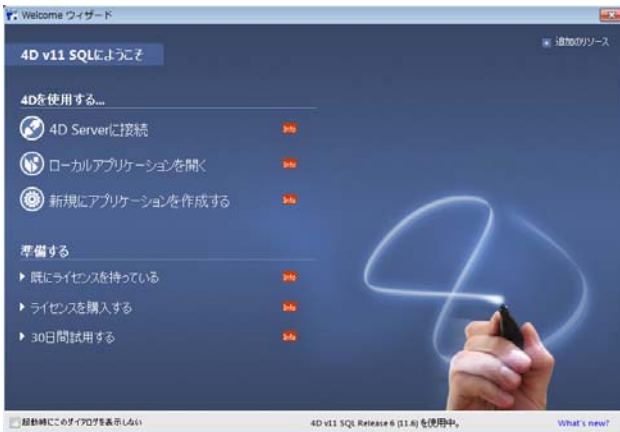 Welcome ウィザード
追加のリソース
4D v11 SQLにようこそ
4Dを使用する...
4D Serverに接続
Info
ローカルアプリケーションを開く
Info
新規にアプリケーションを作成する
Info
準備する
既にライセンスを持っている
Info
ライセンスを購入する
Info
30日間試用する
Info
起動時にこのダイアログを表示しない
4D v11 SQL Release 6 (11.6) を使用中。
What's new?